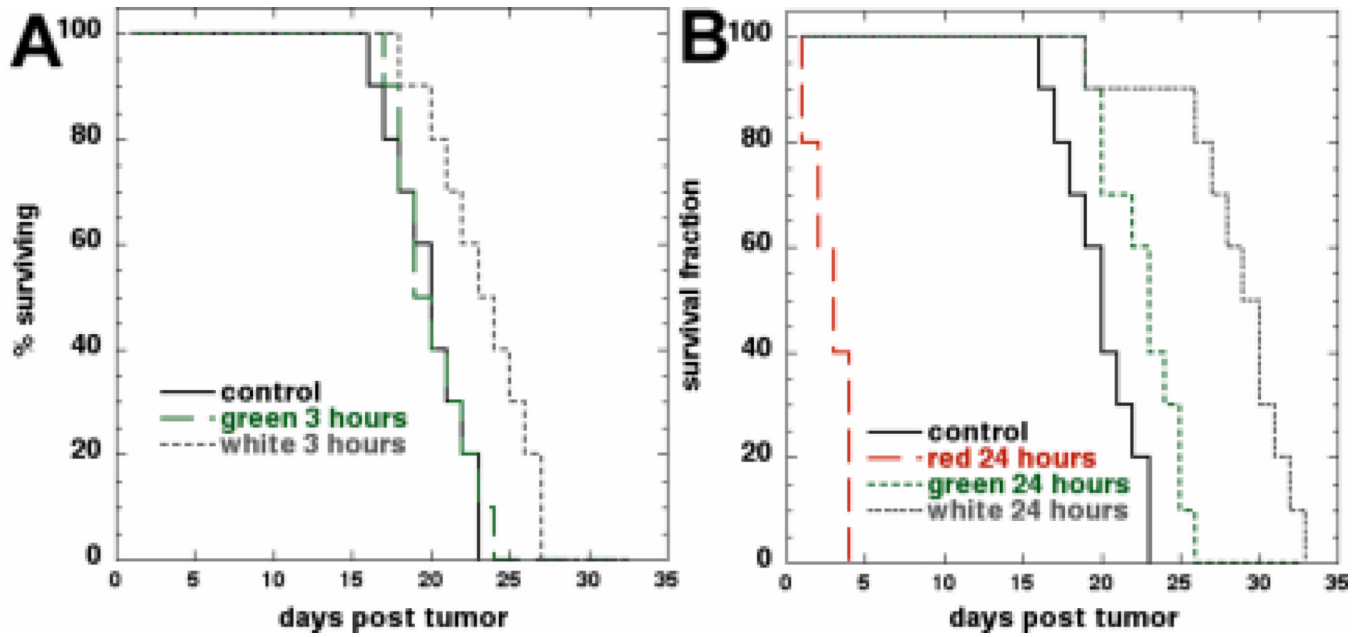 A
100
80
60
40
20
0
% surviving
control
green 3 hours
white 3 hours
0 5 10 15 20 25 30 35
days post tumor
B
100
80
60
40
20
0
survival fraction
control
red 24 hours
green 24 hours
white 24 hours
0 5 10 15 20 25 30 35
days post tumor